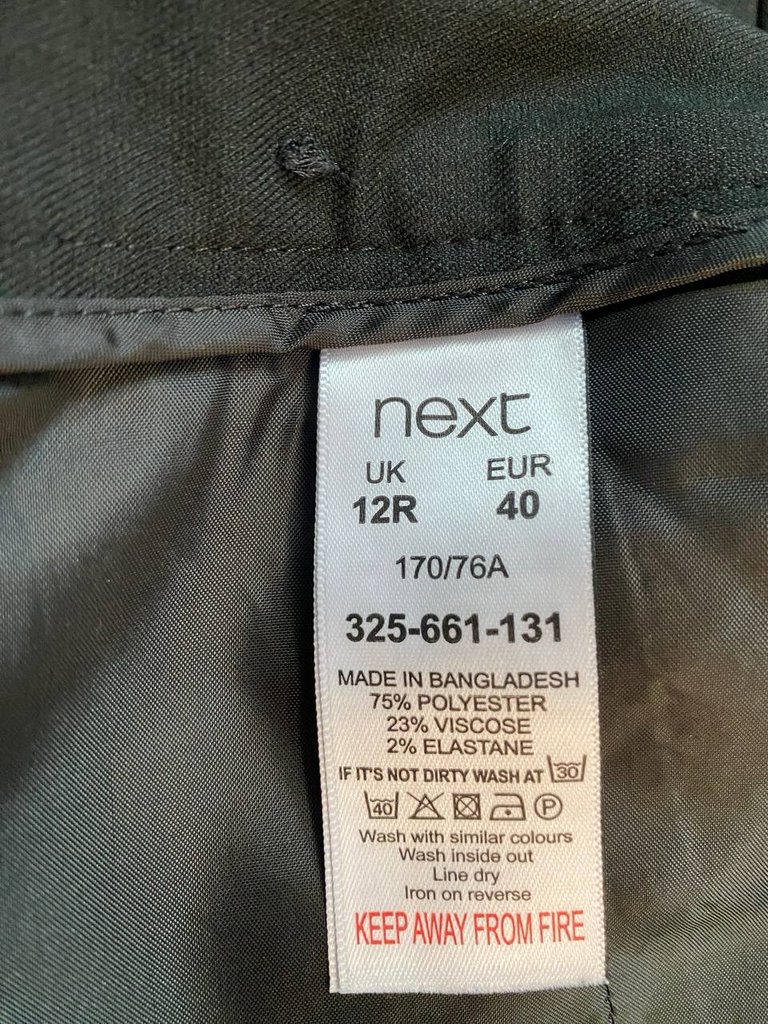 next
UK EUR
12R 40
170/76A
325-661-131
MADE IN BANGLADESH
75% POLYESTER
23% VISCOSE
2% ELASTANE
IF IT'S NOT DIRTY WASH AT 30
40 P
Wash with similar colours
Wash inside out
Line dry
Iron on reverse
KEEP AWAY FROM FIRE